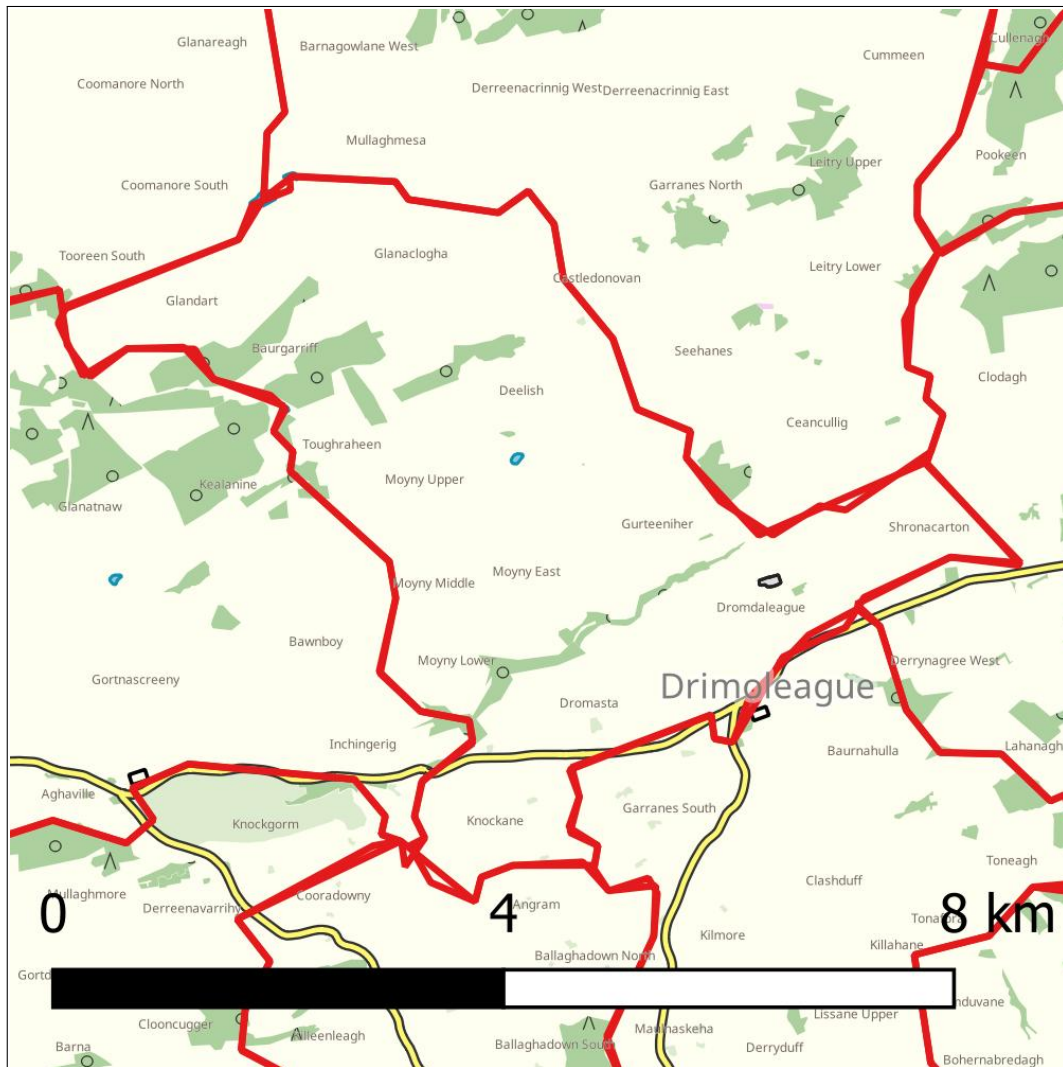 Glanareagh
Barnagowlane West
Cullenagh
Cummeen
Coomanore North
Derreenacrinnig West
Derreenacrinnig East
Mullaghmesa
Pookeen
Leitry Upper
Coomanore South
Garranes North
Tooreen South
Glanaclogha
Leitry Lower
Castledonovan
Glandart
Baurgarriff
Seehanes
Clodagh
Deelish
Ceancullig
Toughraheen
Moyny Upper
Kealanine
Glanatnaw
Gurteeniher
Shronacarton
Moyny East
Moyny Middle
Dromdaleague
Bawnboy
Moyny Lower
Derrynagree West
Gortnascreeny
Drimoleague
Dromasta
Inchingerig
Baurnahulla
Lahanagh
Aghaville
Garranes South
Knockgorm
Knockane
Toneagh
Mullaghmore
Cooradowny
Clashduff
Derreenavarrihy
Angram
0 4 8 km
Kilmore
Killahane
Ballaghadown North
Clooncugger
Aileenleagh
Maulnaskeha
Lissane Upper
Barna
Ballaghadown South
Derryduff
Bohernabredagh